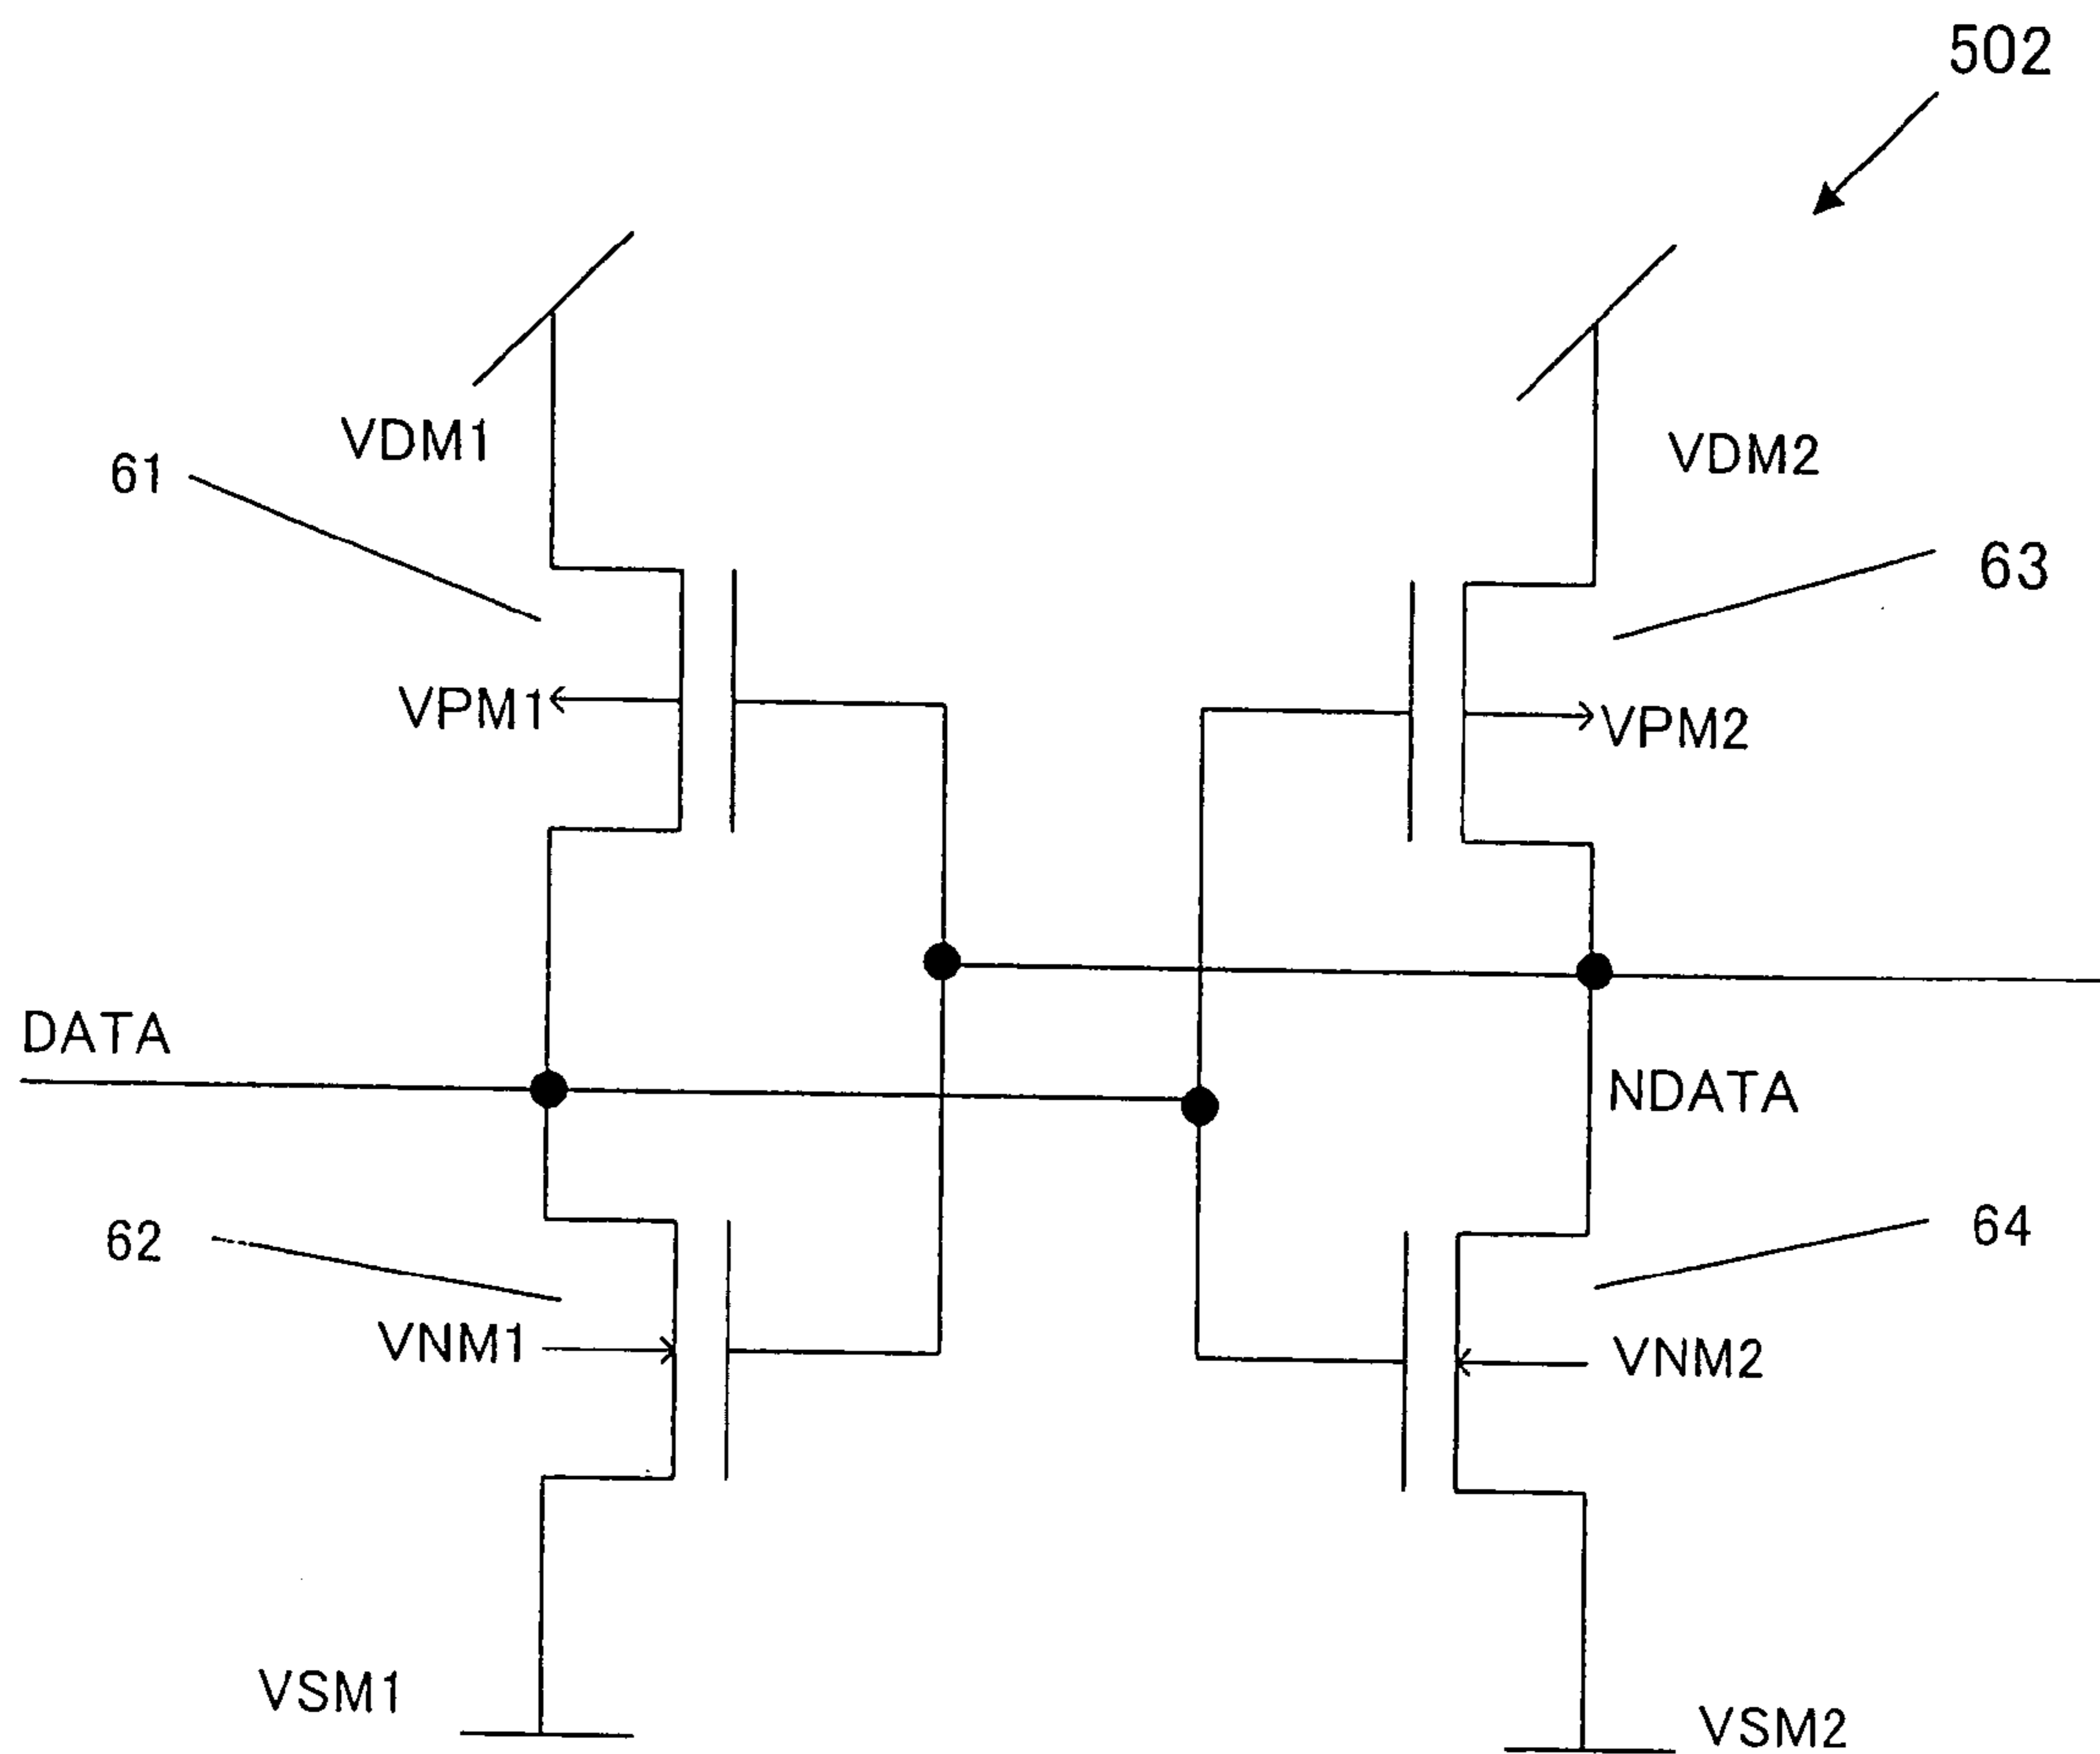 502
VDM1
VDM2
61
63
VPM1
VPM2
DATA
NDATA
62
64
VNM1
VNM2
VSM1
VSM2